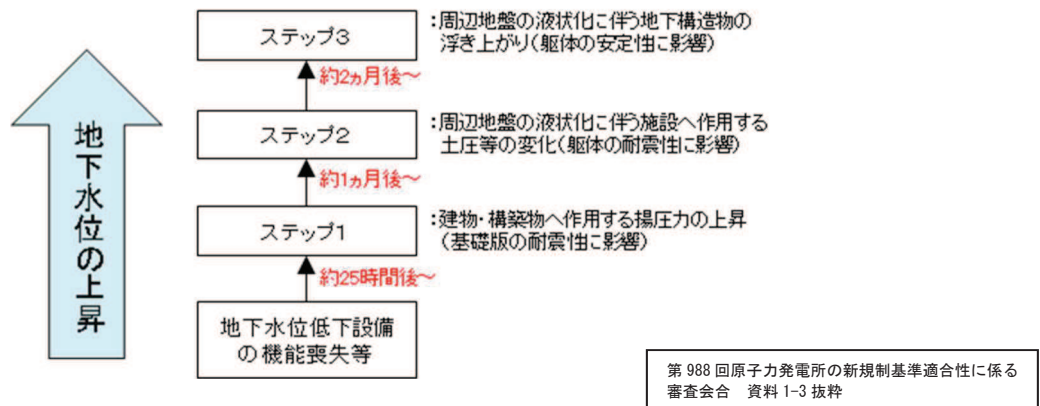 地下水位の上昇
ステップ3
:周辺地盤の液状化に伴う地下構造物の
浮き上がり(躯体の安定性に影響)
約2ヵ月後～
ステップ2
:周辺地盤の液状化に伴う施設へ作用する
土圧等の変化(躯体の耐震性に影響)
約1ヵ月後～
ステップ1
:建物・構築物へ作用する揚圧力の上昇
(基礎版の耐震性に影響)
約25時間後～
地下水位低下設備
の機能喪失等
第 988 回原子力発電所の新規制基準適合性に係る
審査会合　資料 1-3 抜粋